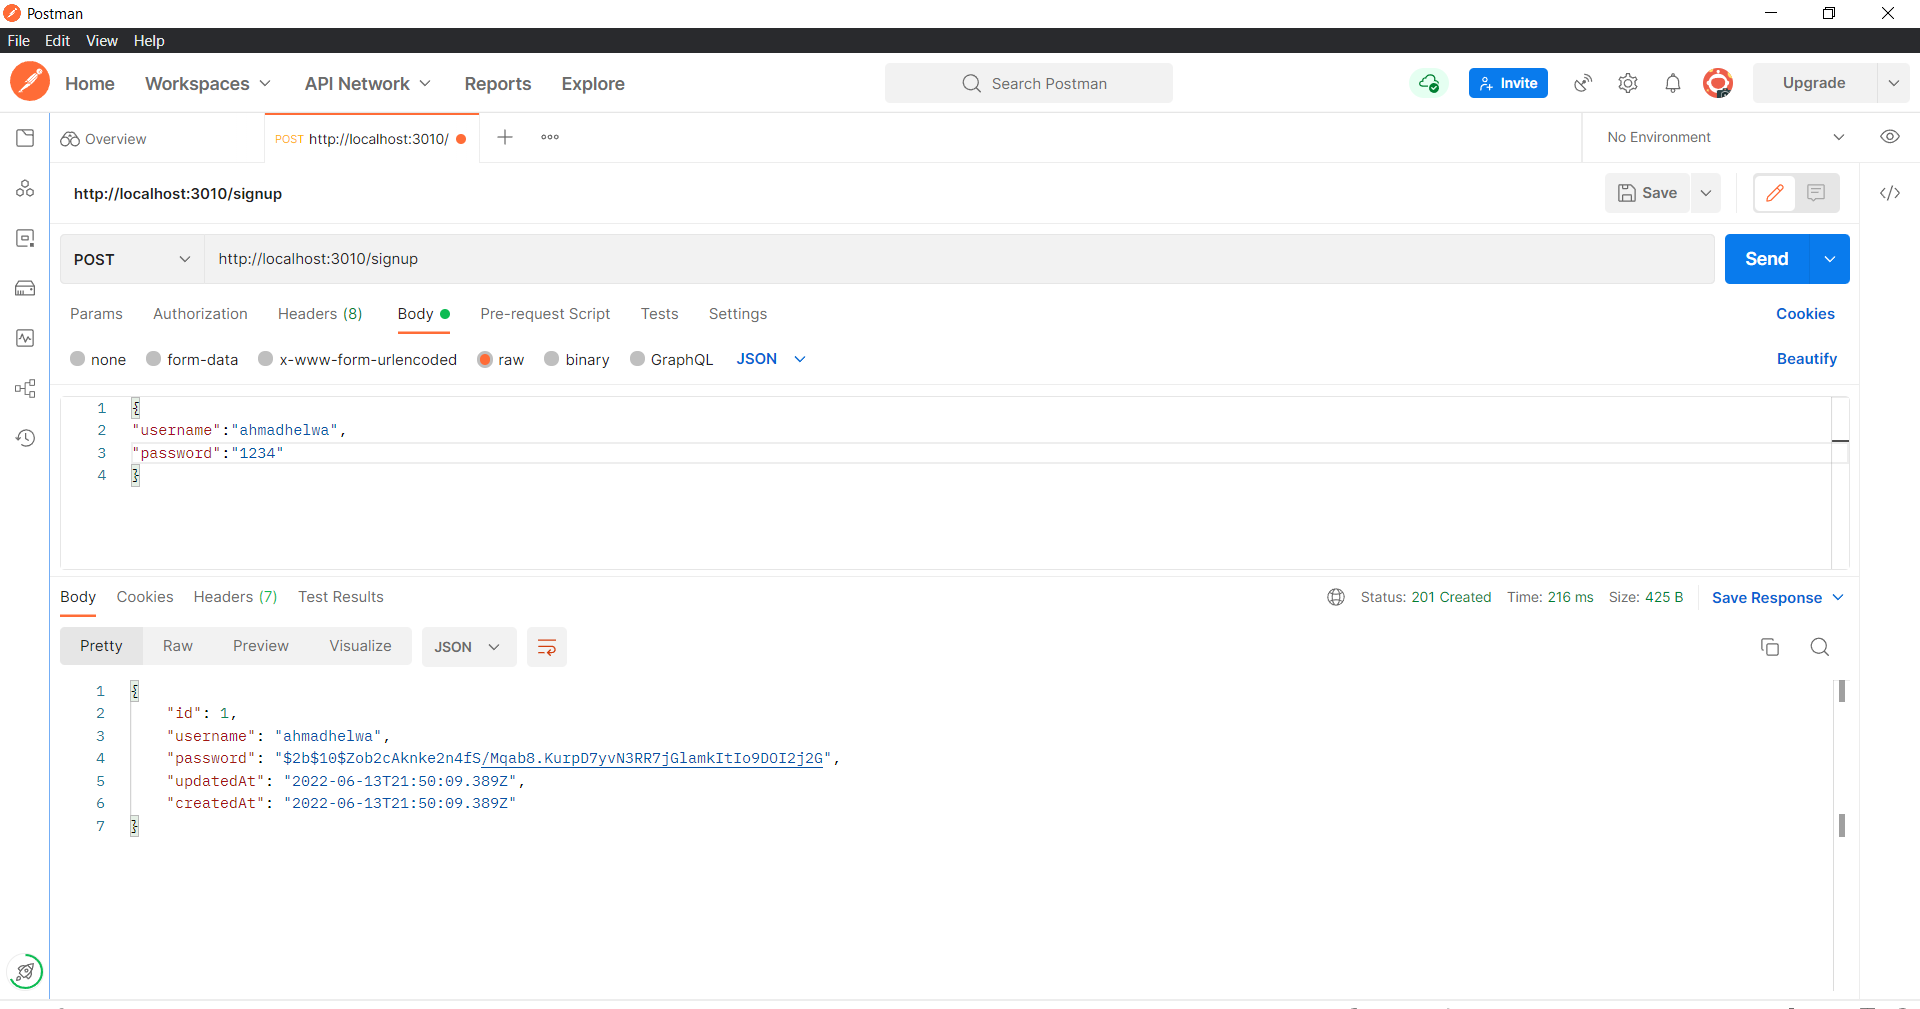 Postman
File Edit View Help
Home Workspaces API Network Reports Explore Search Postman Invite Upgrade
Overview POST http://localhost:3010/ No Environment
http://localhost:3010/signup Save
POST http://localhost:3010/signup Send
Params Authorization Headers (8) Body Pre-request Script Tests Settings Cookies
none form-data x-www-form-urlencoded raw binary GraphQL JSON Beautify
1 {
2 "username":"ahmadhelwa",
3 "password":"1234"
4 }
Body Cookies Headers (7) Test Results Status: 201 Created Time: 216 ms Size: 425 B Save Response
Pretty Raw Preview Visualize JSON
1 {
2 "id": 1,
3 "username": "ahmadhelwa",
4 "password": "$2b$10$Zob2cAknke2n4fS/Mqab8.KurpD7yvN3RR7jGlamkItIo9DOI2j2G",
5 "updatedAt": "2022-06-13T21:50:09.389Z",
6 "createdAt": "2022-06-13T21:50:09.389Z"
7 }